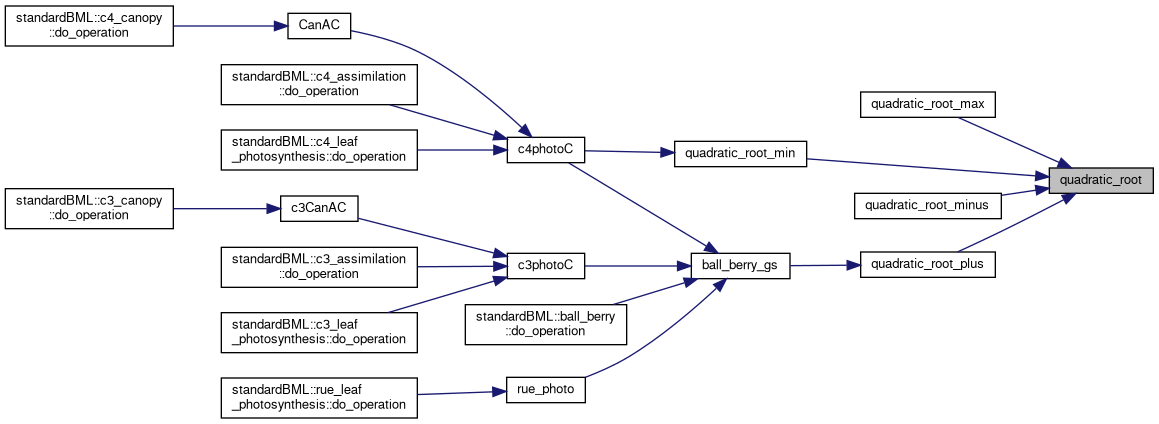 standardBML::c4_canopy
::do_operation
CanAC
standardBML::c4_assimilation
::do_operation
standardBML::c4_leaf
_photosynthesis::do_operation
c4photoC
quadratic_root_min
quadratic_root_max
quadratic_root
quadratic_root_minus
quadratic_root_plus
standardBML::c3_canopy
::do_operation
c3CanAC
standardBML::c3_assimilation
::do_operation
c3photoC
ball_berry_gs
standardBML::c3_leaf
_photosynthesis::do_operation
standardBML::ball_berry
::do_operation
standardBML::rue_leaf
_photosynthesis::do_operation
rue_photo